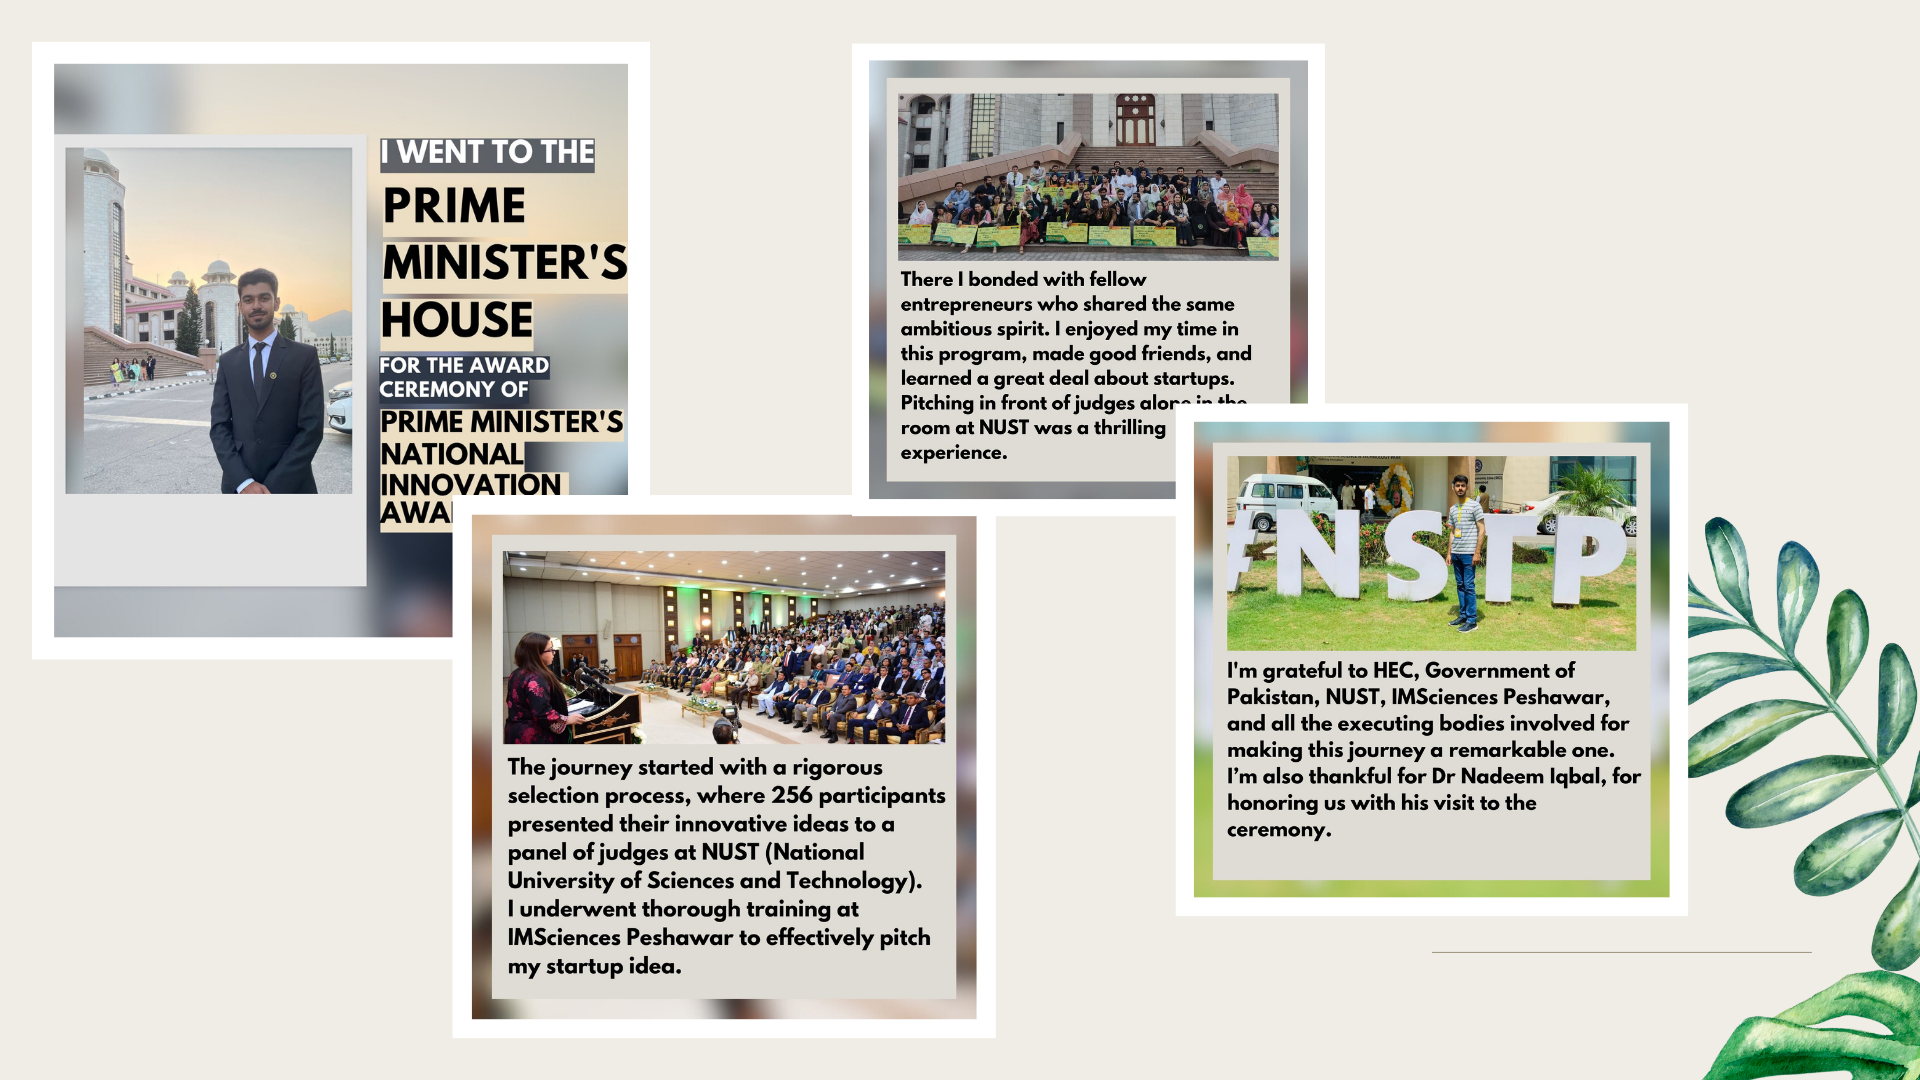 I WENT TO THE
PRIME
MINISTER'S
HOUSE
FOR THE AWARD
CEREMONY OF
PRIME MINISTER'S
NATIONAL
INNOVATION
The journey started with a rigorous
selection process, where 256 participants
presented their innovative ideas to a
panel of judges at NUST (National
University of Sciences and Technology).
I underwent thorough training at
IMSciences Peshawar to effectively pitch
my startup idea.
There I bonded with fellow
entrepreneurs who shared the same
ambitious spirit. I enjoyed my time in
this program, made good friends, and
learned a great deal about startups.
Pitching in front of judges alone in the
room at NUST was a thrilling
experience.
#NSTP
I'm grateful to HEC, Government of
Pakistan, NUST, IMSciences Peshawar,
and all the executing bodies involved for
making this journey a remarkable one.
I’m also thankful for Dr Nadeem Iqbal, for
honoring us with his visit to the
ceremony.